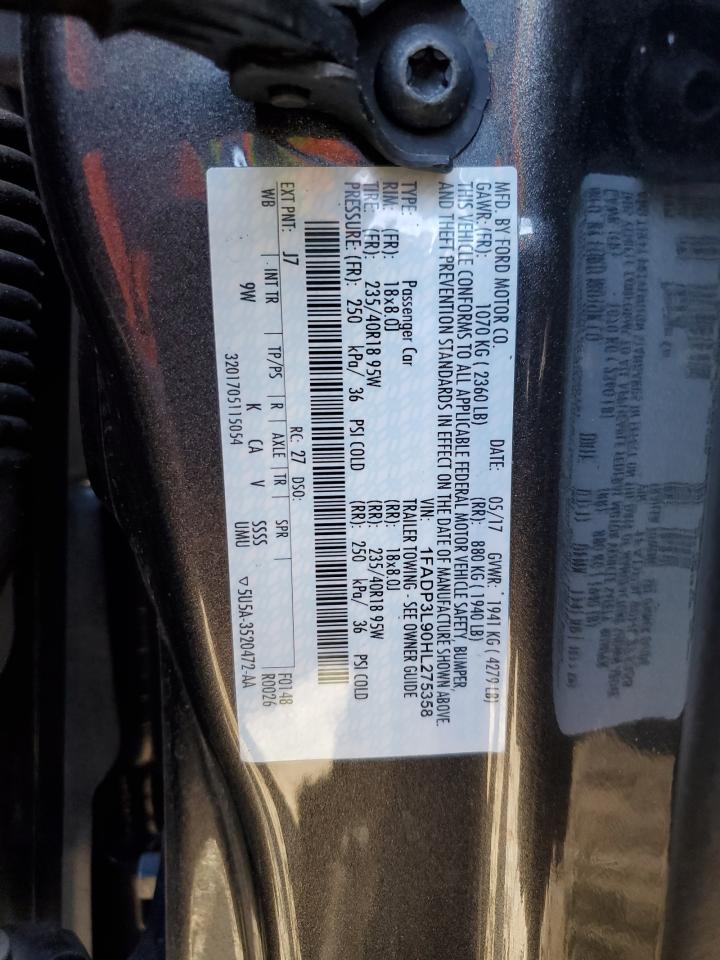 MFD. BY FORD MOTOR CO. DATE: 05/17 GVWR: 1941 KG ( 4279 LB)
GAWR: (FR): 1070 KG ( 2360 LB) (RR): 880 KG ( 1940 LB)
THIS VEHICLE CONFORMS TO ALL APPLICABLE FEDERAL MOTOR VEHICLE SAFETY, BUMPER,
AND THEFT PREVENTION STANDARDS IN EFFECT ON THE DATE OF MANUFACTURE SHOWN ABOVE.
VIN: 1FADP3L90HL275358
TYPE: Passenger Car TRAILER TOWING - SEE OWNER GUIDE
RIM: (FR): 18x8.0J (RR): 18x8.0J
TIRE: (FR): 235/40R18 95W (RR): 235/40R18 95W
PRESSURE: (FR): 250 kPa/ 36 PSI COLD (RR): 250 kPa/ 36 PSI COLD
RC: 27 DSO: F0148
EXT PNT: J7 R0026
WB INT TR TP/PS R AXLE TR SPR
9W K CA V SSSS
UMU
3201705115054 ▽5U5A-3520472-AA